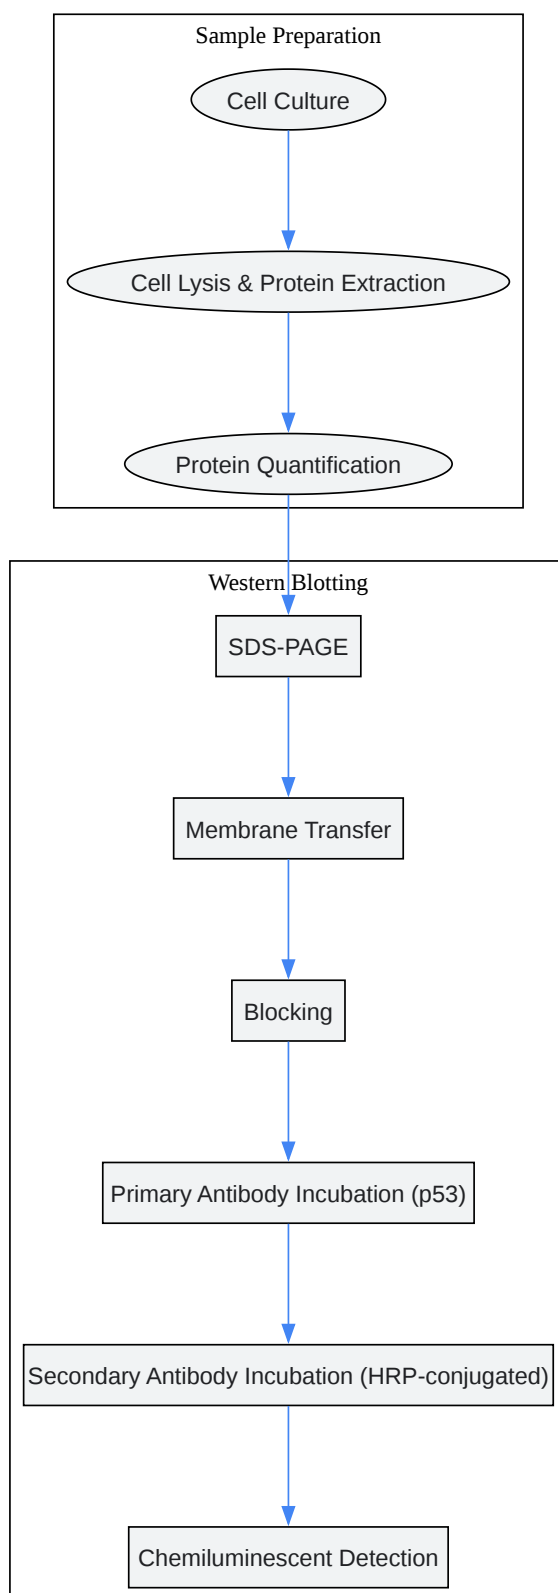 Sample Preparation
Cell Culture
Cell Lysis & Protein Extraction
Protein Quantification
Western Blotting
SDS-PAGE
Membrane Transfer
Blocking
Primary Antibody Incubation (p53)
Secondary Antibody Incubation (HRP-conjugated)
Chemiluminescent Detection